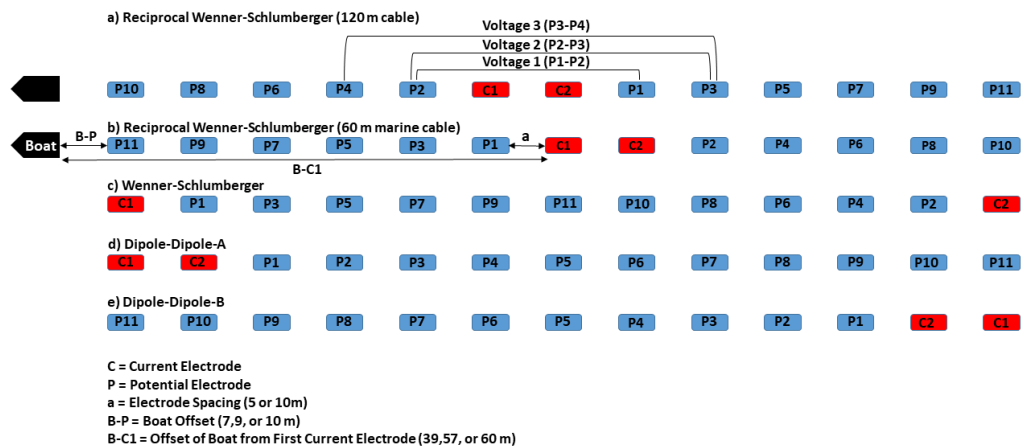 a) Reciprocal Wenner-Schlumberger (120 m cable)
Voltage 3 (P3-P4)
Voltage 2 (P2-P3)
Voltage 1 (P1-P2)
P10 P8 P6 P4 P2 C1 C2 P1 P3 P5 P7 P9 P11
b) Reciprocal Wenner-Schlumberger (60 m marine cable)
B-P
a
Boat P11 P9 P7 P5 P3 P1 C1 C2 P2 P4 P6 P8 P10
B-C1
c) Wenner-Schlumberger
C1 P1 P3 P5 P7 P9 P11 P10 P8 P6 P4 P2 C2
d) Dipole-Dipole-A
C1 C2 P1 P2 P3 P4 P5 P6 P7 P8 P9 P10 P11
e) Dipole-Dipole-B
P11 P10 P9 P8 P7 P6 P5 P4 P3 P2 P1 C2 C1
C = Current Electrode
P = Potential Electrode
a = Electrode Spacing (5 or 10m)
B-P = Boat Offset (7,9, or 10 m)
B-C1 = Offset of Boat from First Current Electrode (39,57, or 60 m)